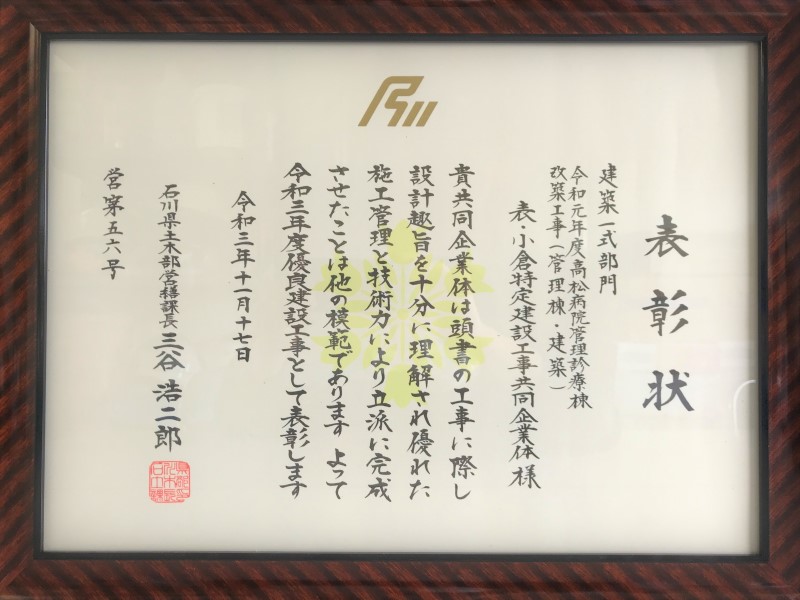 表彰状
建築一式部門
令和元年度高松病院管理診療棟
改築工事(管理棟・建築)
表・小倉特定建設工事共同企業体様
貴共同企業体は頭書の工事に際し
設計趣旨を十分に理解され優れた
施工管理と技術力により立派に完成
させたことは他の模範であります よって
令和三年度優良建設工事として表彰します
令和三年十一月十七日
石川県土木部営繕課長 三谷浩二郎
営第五六号